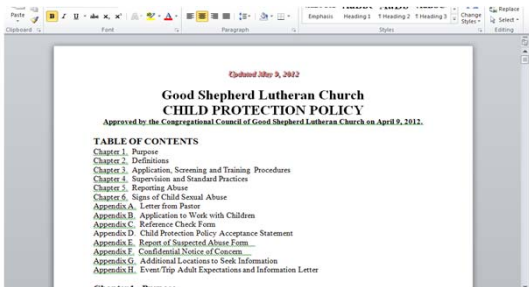 Paste
Clipboard
B I U abe x, x²
Font
Paragraph
Emphasis Heading 1 ¶ Heading 2 ¶ Heading 3
Change
Styles
Styles
Replace
Select
Editing
Updated May 9, 2012
Good Shepherd Lutheran Church
CHILD PROTECTION POLICY
Approved by the Congregational Council of Good Shepherd Lutheran Church on April 9, 2012.
TABLE OF CONTENTS
Chapter 1. Purpose
Chapter 2. Definitions
Chapter 3. Application, Screening and Training Procedures
Chapter 4. Supervision and Standard Practices
Chapter 5. Reporting Abuse
Chapter 6. Signs of Child Sexual Abuse
Appendix A. Letter from Pastor
Appendix B. Application to Work with Children
Appendix C. Reference Check Form
Appendix D. Child Protection Policy Acceptance Statement
Appendix E. Report of Suspected Abuse Form
Appendix F. Confidential Notice of Concern
Appendix G. Additional Locations to Seek Information
Appendix H. Event/Trip Adult Expectations and Information Letter
Chapter 1. Purpose